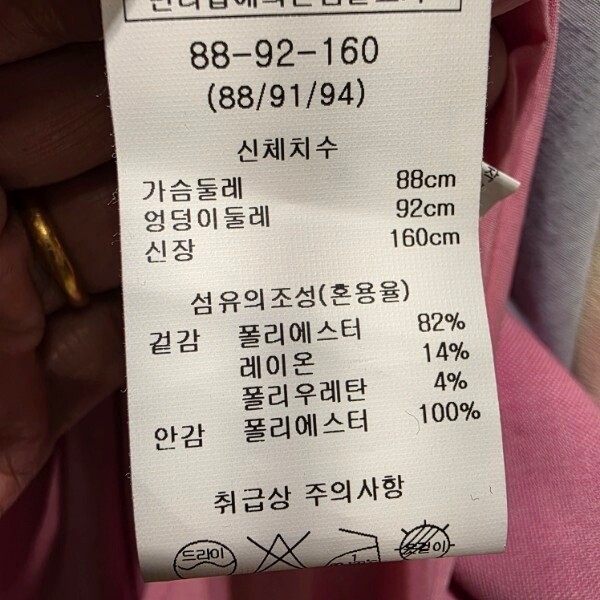 88-92-160
(88/91/94)
신체치수
가슴둘레 88cm
엉덩이둘레 92cm
신장 160cm
섬유의조성(혼용율)
겉감 폴리에스터 82%
레이온 14%
폴리우레탄 4%
안감 폴리에스터 100%
취급상 주의사항
드라이 옷걸이